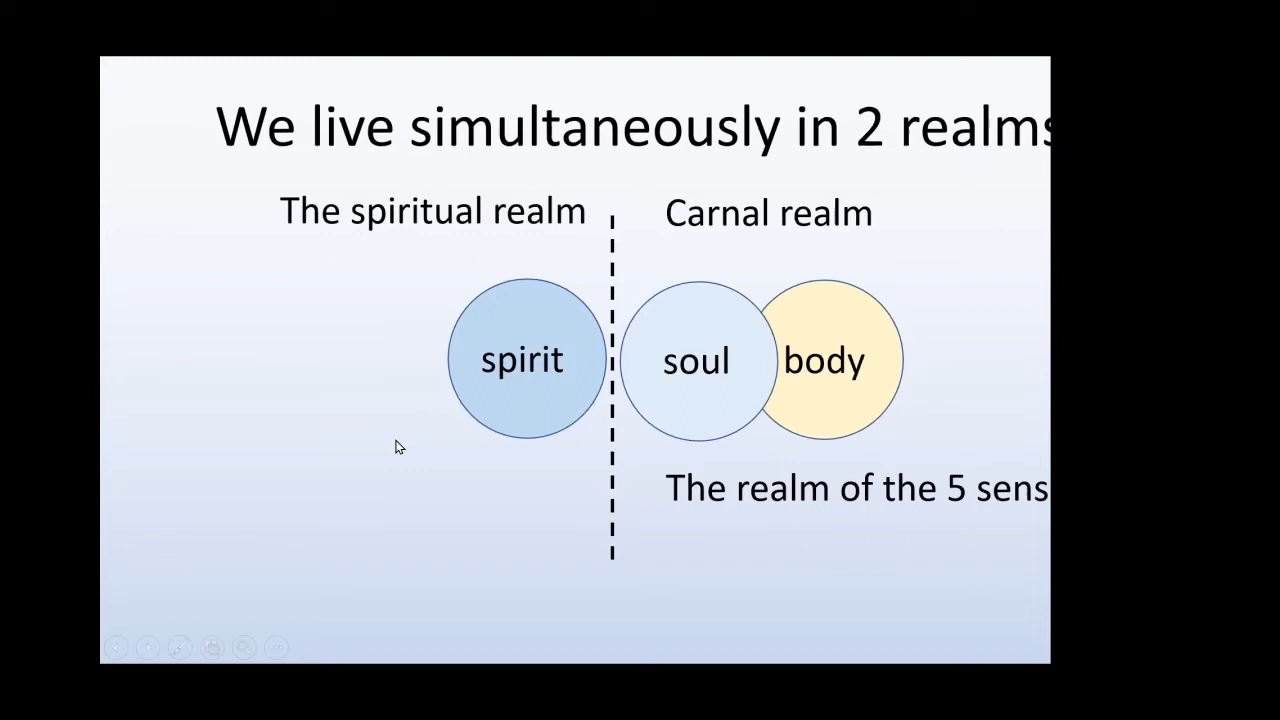 We live simultaneously in 2 realms
The spiritual realm
Carnal realm
spirit
soul
body
The realm of the 5 sens